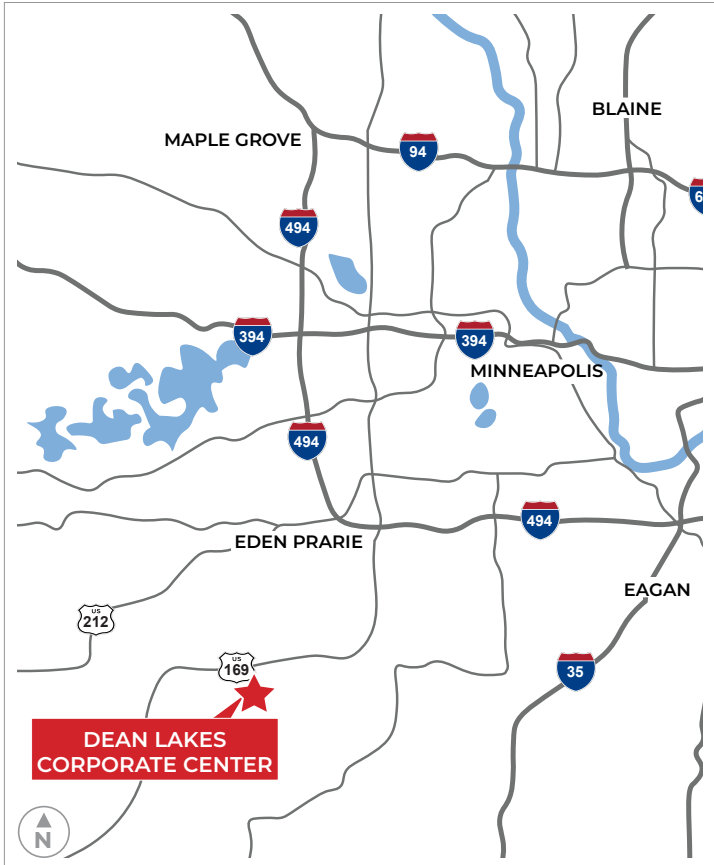 BLAINE
MAPLE GROVE
94
6
494
394
394
MINNEAPOLIS
494
494
EDEN PRARIE
EAGAN
US
212
US
169
35
DEAN LAKES
CORPORATE CENTER
N